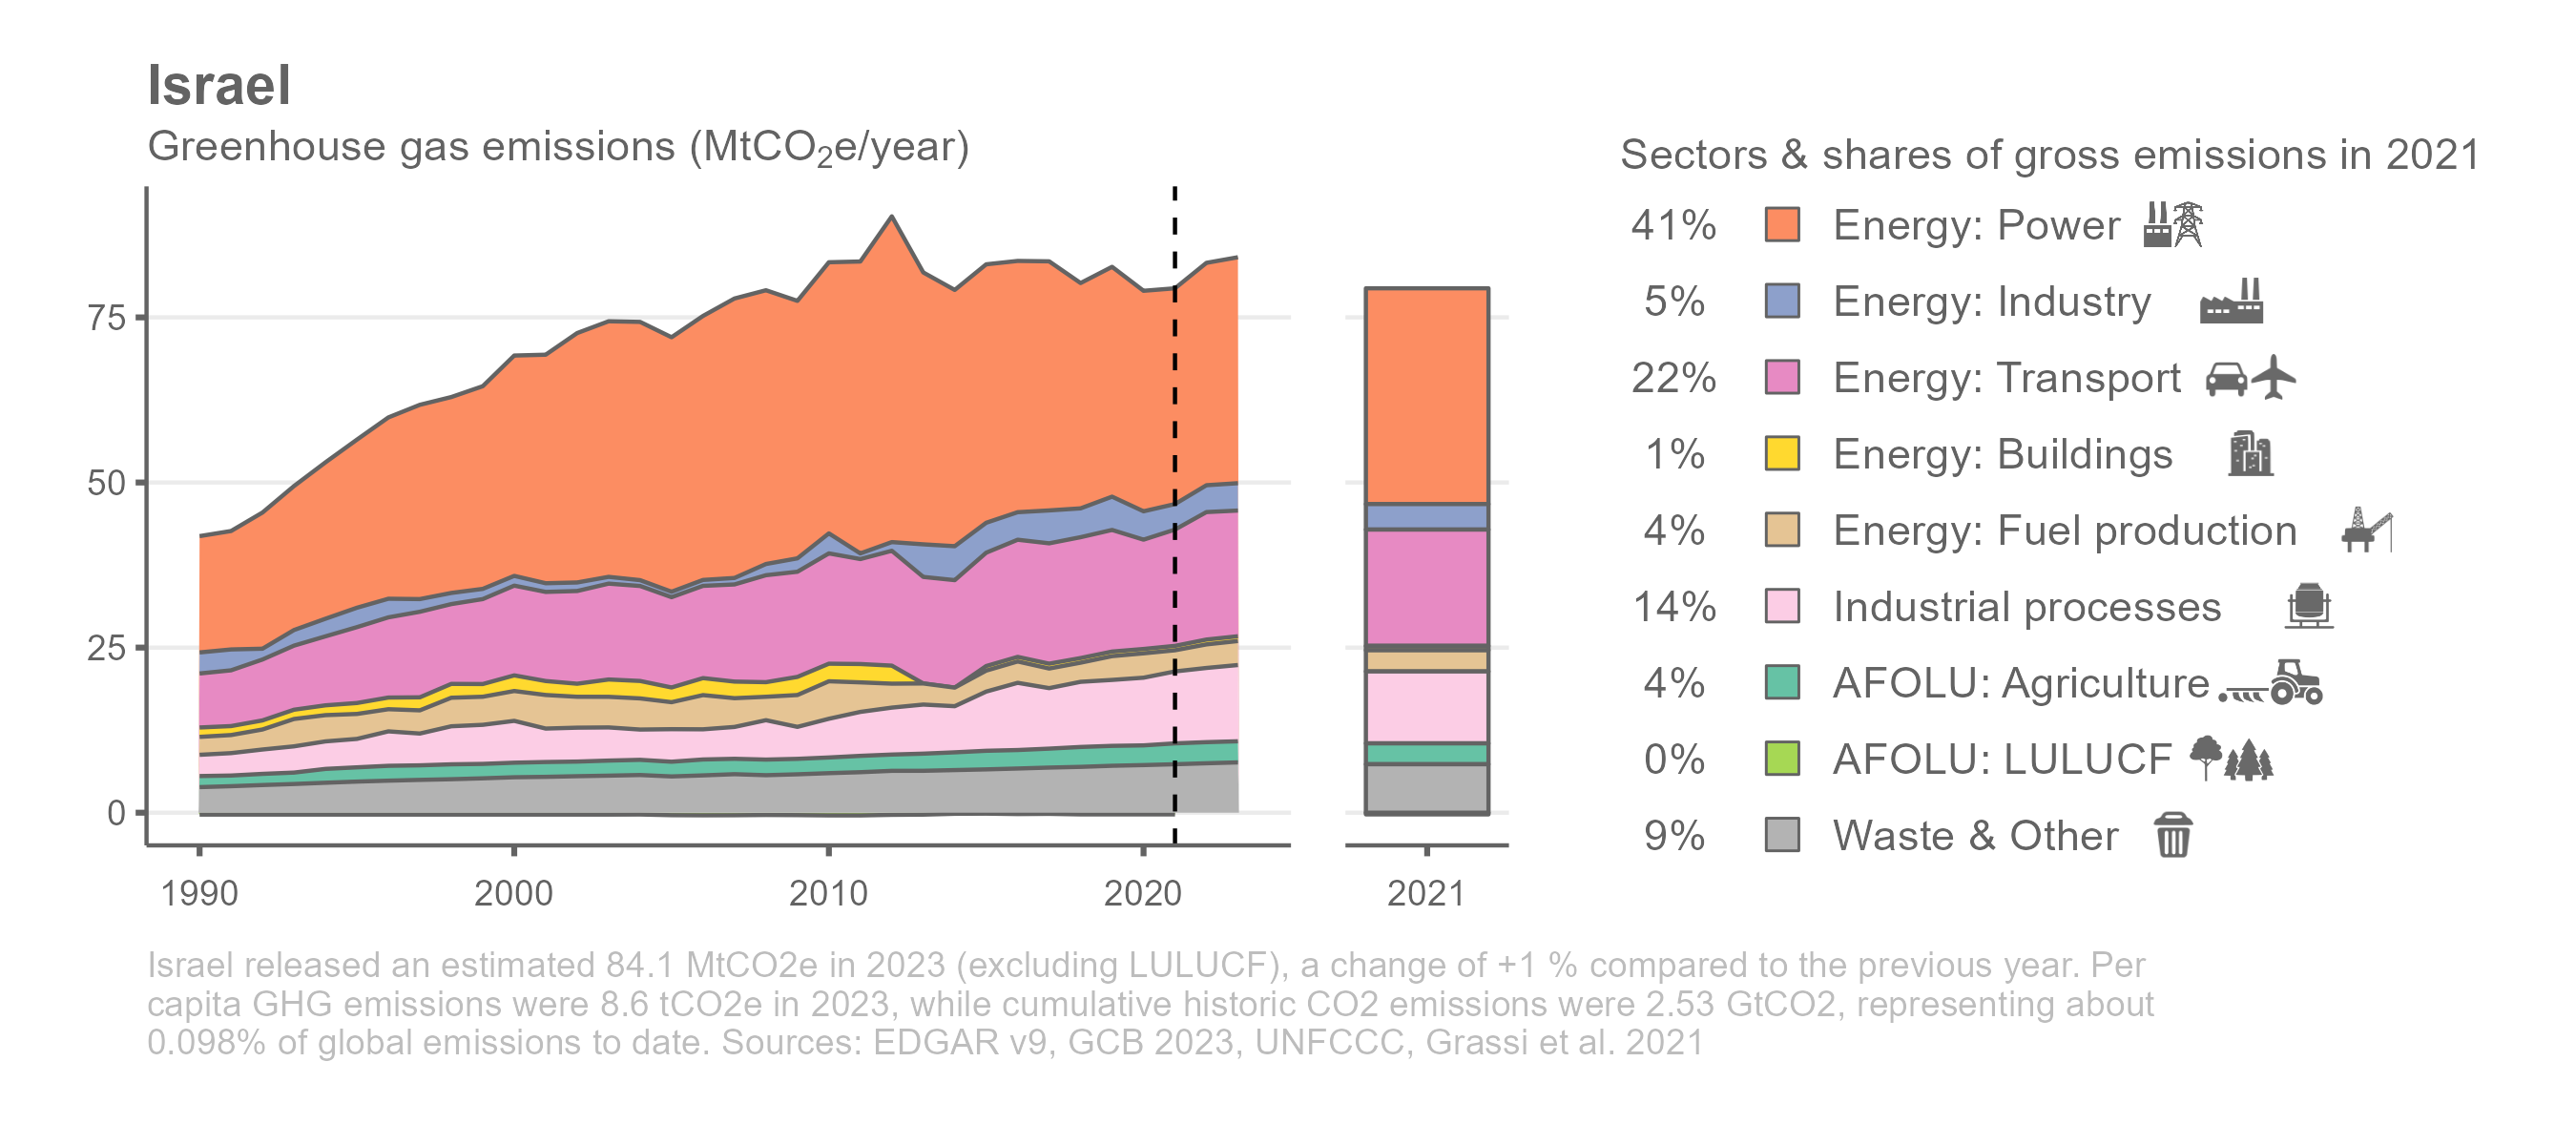 Israel
Greenhouse gas emissions (MtCO₂e/year)
75
50
25
0
1990 2000 2010 2020
2021
Sectors & shares of gross emissions in 2021
41% Energy: Power
5% Energy: Industry
22% Energy: Transport
1% Energy: Buildings
4% Energy: Fuel production
14% Industrial processes
4% AFOLU: Agriculture
0% AFOLU: LULUCF
9% Waste & Other
Israel released an estimated 84.1 MtCO2e in 2023 (excluding LULUCF), a change of +1 % compared to the previous year. Per
capita GHG emissions were 8.6 tCO2e in 2023, while cumulative historic CO2 emissions were 2.53 GtCO2, representing about
0.098% of global emissions to date. Sources: EDGAR v9, GCB 2023, UNFCCC, Grassi et al. 2021